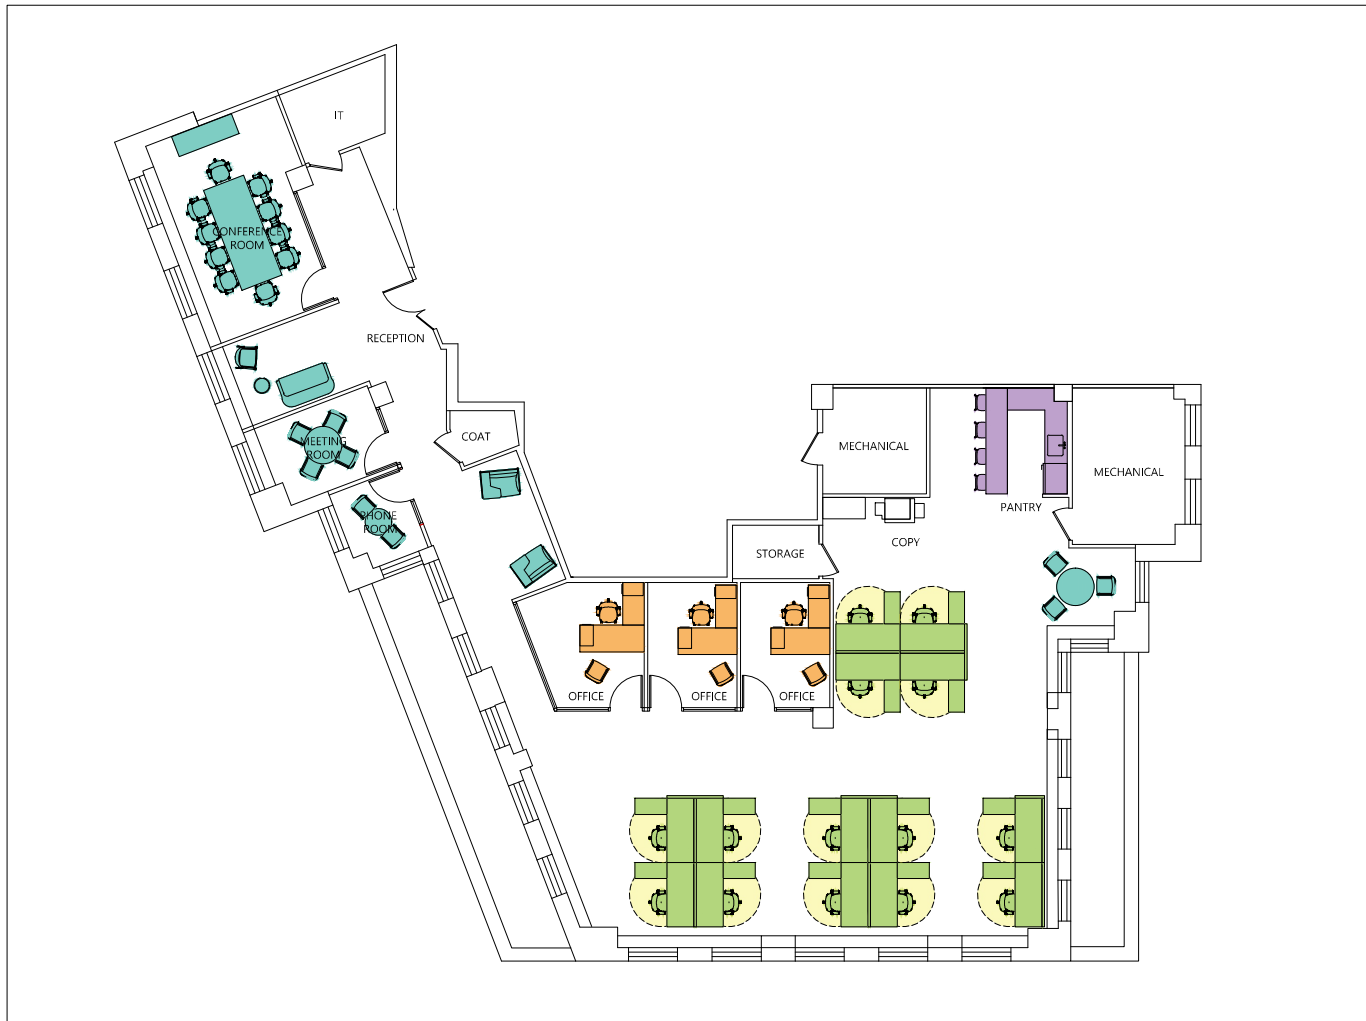 IT
CONFERENCE
ROOM
RECEPTION
MEETING
ROOM
COAT
PHONE
ROOM
MECHANICAL
MECHANICAL
PANTRY
COPY
STORAGE
OFFICE
OFFICE
OFFICE